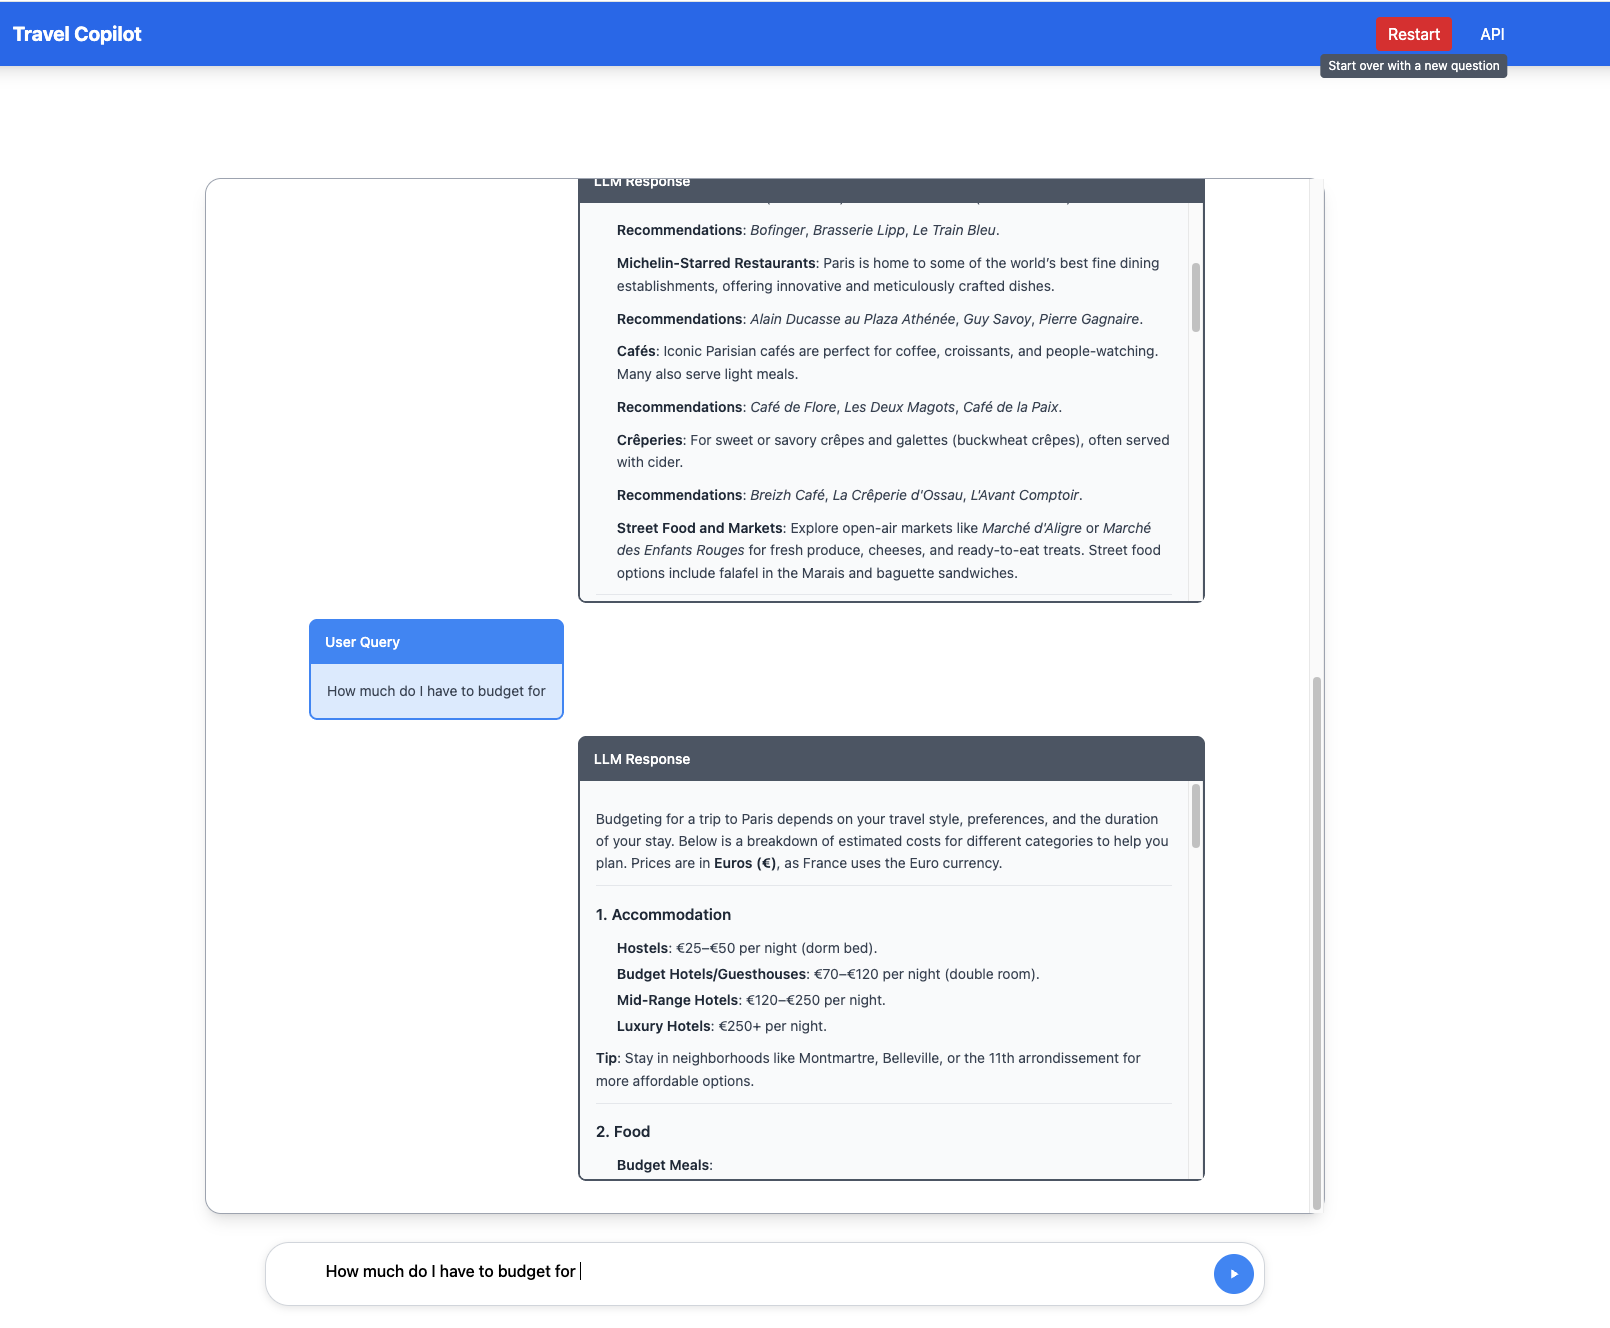 Travel Copilot
Restart
API
Start over with a new question
LLM Response
Recommendations: Bofinger, Brasserie Lipp, Le Train Bleu.
Michelin-Starred Restaurants: Paris is home to some of the world's best fine dining
establishments, offering innovative and meticulously crafted dishes.
Recommendations: Alain Ducasse au Plaza Athénée, Guy Savoy, Pierre Gagnaire.
Cafés: Iconic Parisian cafés are perfect for coffee, croissants, and people-watching.
Many also serve light meals.
Recommendations: Café de Flore, Les Deux Magots, Café de la Paix.
Crêperies: For sweet or savory crêpes and galettes (buckwheat crêpes), often served
with cider.
Recommendations: Breizh Café, La Crêperie d'Ossau, L'Avant Comptoir.
Street Food and Markets: Explore open-air markets like Marché d'Aligre or Marché
des Enfants Rouges for fresh produce, cheeses, and ready-to-eat treats. Street food
options include falafel in the Marais and baguette sandwiches.
User Query
How much do I have to budget for
LLM Response
Budgeting for a trip to Paris depends on your travel style, preferences, and the duration
of your stay. Below is a breakdown of estimated costs for different categories to help you
plan. Prices are in Euros (€), as France uses the Euro currency.
1. Accommodation
Hostels: €25–€50 per night (dorm bed).
Budget Hotels/Guesthouses: €70–€120 per night (double room).
Mid-Range Hotels: €120–€250 per night.
Luxury Hotels: €250+ per night.
Tip: Stay in neighborhoods like Montmartre, Belleville, or the 11th arrondissement for
more affordable options.
2. Food
Budget Meals:
How much do I have to budget for